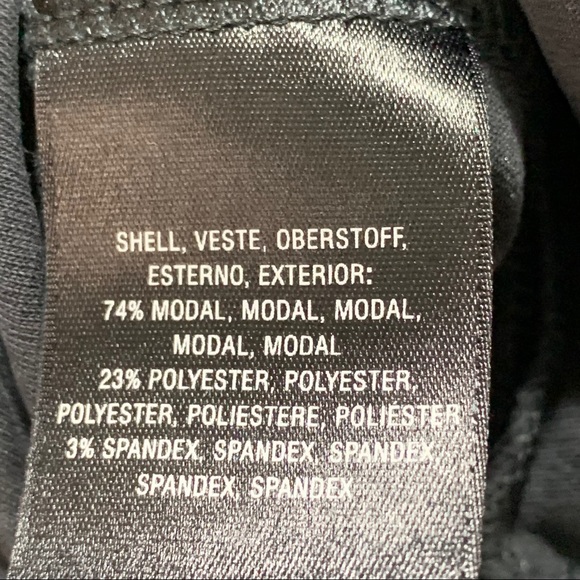 SHELL, VESTE, OBERSTOFF,
ESTERNO, EXTERIOR:
74% MODAL, MODAL, MODAL,
MODAL, MODAL
23% POLYESTER, POLYESTER,
POLYESTER, POLIESTERE, POLIESTER
3% SPANDEX, SPANDEX, SPANDEX,
SPANDEX, SPANDEX